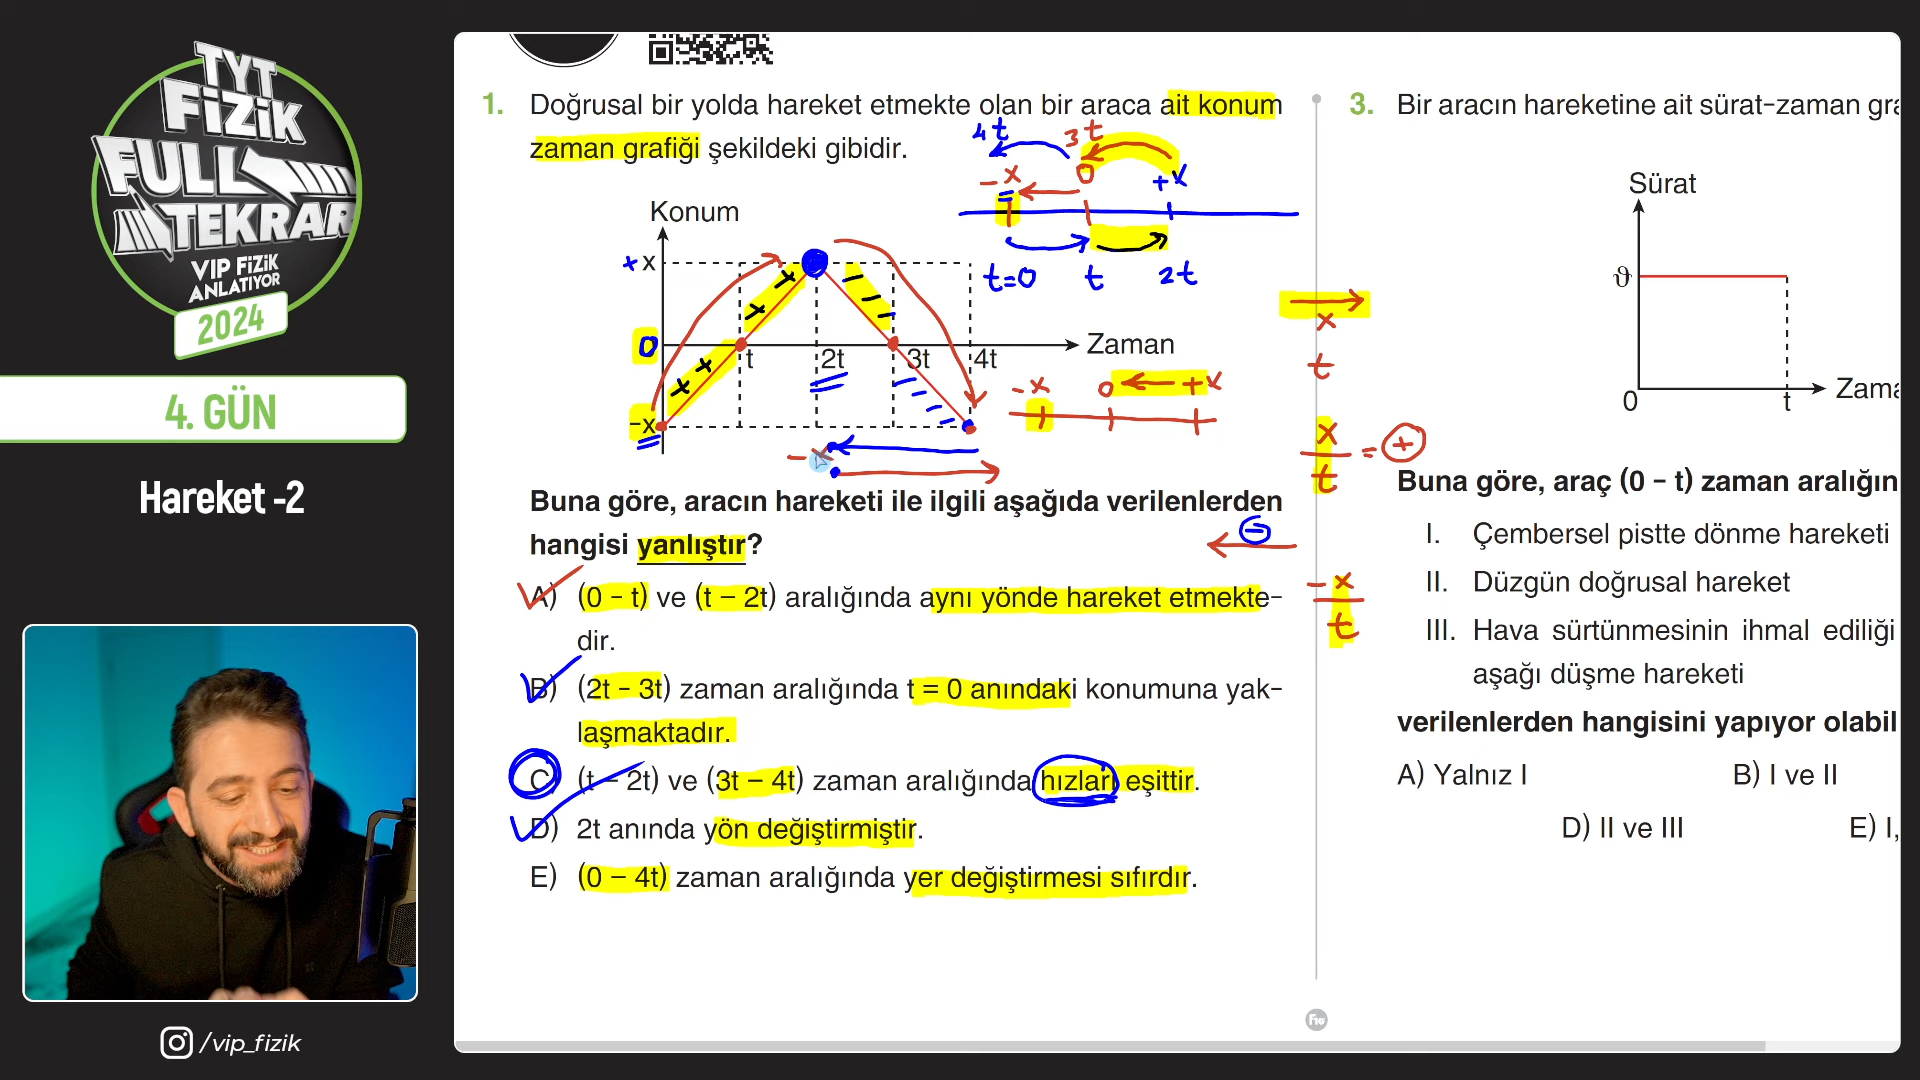 TYT
FİZİK
FULL
TEKRAR
VIP FİZİK
ANLATIYOR
2024
4. GÜN
Hareket -2
/vip_fizik
1. Doğrusal bir yolda hareket etmekte olan bir araca ait konum
zaman grafiği şekildeki gibidir.
4t 3t
-x 0 +x
t=0 t 2t
Konum
+x
0
-x
t 2t 3t 4t
Zaman
-x 0 +x
-x
Buna göre, aracın hareketi ile ilgili aşağıda verilenlerden
hangisi yanlıştır?
A) (0 – t) ve (t – 2t) aralığında aynı yönde hareket etmekte-
dir.
B) (2t – 3t) zaman aralığında t = 0 anındaki konumuna yak-
laşmaktadır.
C) (t – 2t) ve (3t – 4t) zaman aralığında hızları eşittir.
D) 2t anında yön değiştirmiştir.
E) (0 – 4t) zaman aralığında yer değiştirmesi sıfırdır.
x
t
x
t
= +
-
-x
t
3. Bir aracın hareketine ait sürat-zaman gra
Sürat
ϑ
0 t Zama
Buna göre, araç (0 – t) zaman aralığın
I. Çembersel pistte dönme hareketi
II. Düzgün doğrusal hareket
III. Hava sürtünmesinin ihmal ediliği
aşağı düşme hareketi
verilenlerden hangisini yapıyor olabil
A) Yalnız I B) I ve II
D) II ve III E) I,